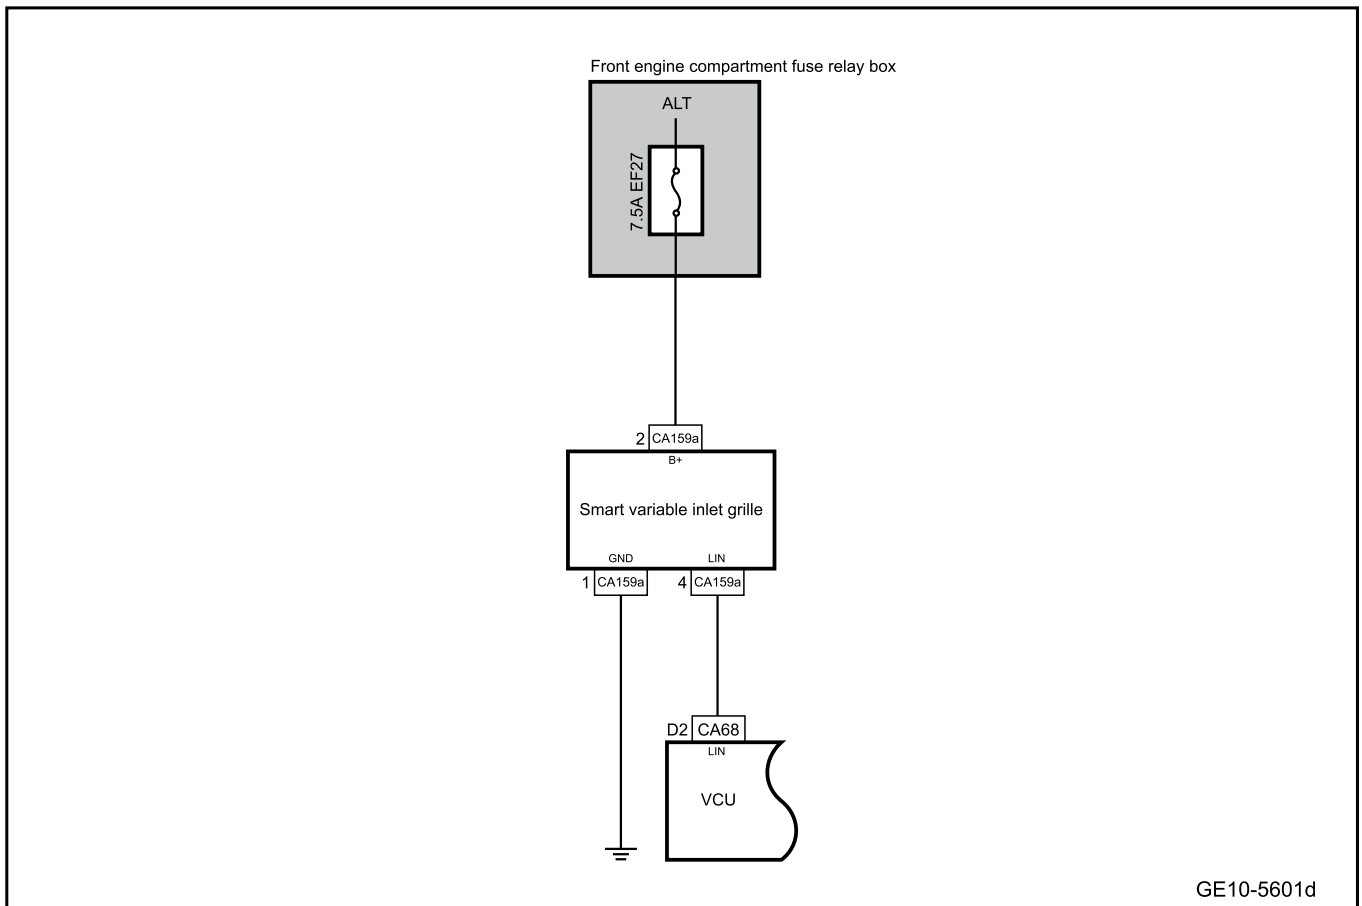 Front engine compartment fuse relay box
ALT
7.5A EF27
2 CA159a
B+
Smart variable inlet grille
GND LIN
1 CA159a 4 CA159a
D2 CA68
LIN
VCU
GE10-5601d